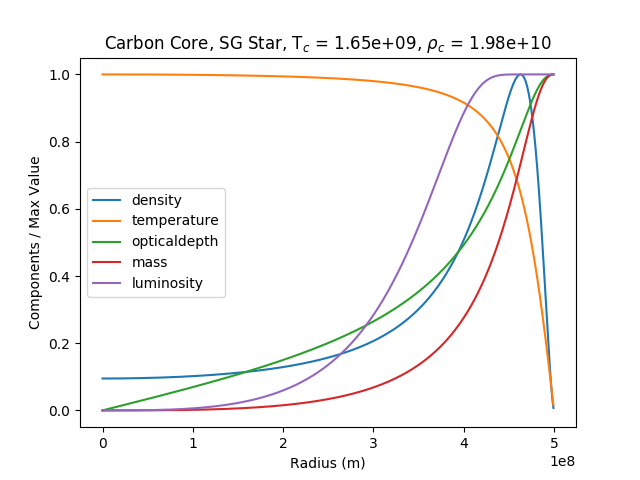 Carbon Core, SG Star, T_c = 1.65e+09, ρ_c = 1.98e+10
1.0
0.8
0.6
0.4
0.2
0.0
Components / Max Value
density
temperature
opticaldepth
mass
luminosity
0 1 2 3 4 5
1e8
Radius (m)